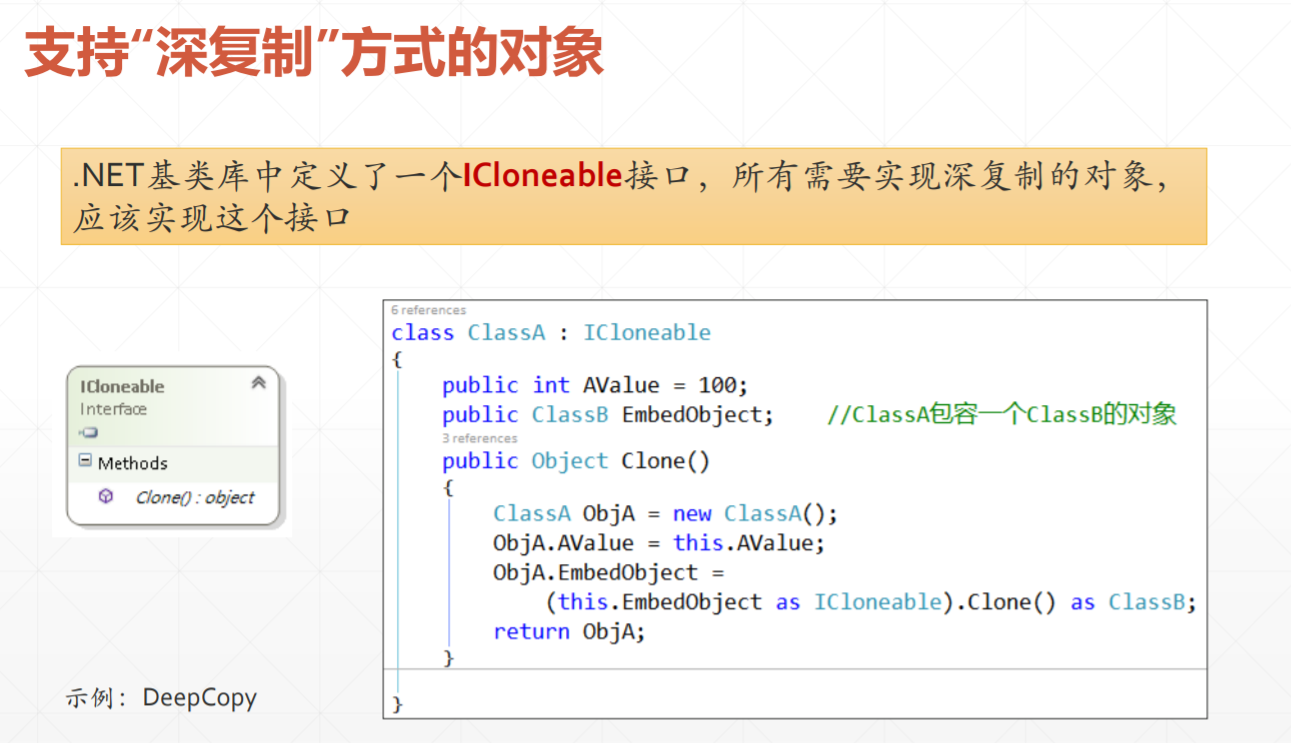 支持“深复制”方式的对象
.NET基类库中定义了一个ICloneable接口，所有需要实现深复制的对象，
应该实现这个接口
ICloneable
Interface
Methods
Clone() : object
示例：DeepCopy
6 references
class ClassA : ICloneable
{
public int AValue = 100;
public ClassB EmbedObject; //ClassA包容一个ClassB的对象
3 references
public Object Clone()
{
ClassA ObjA = new ClassA();
ObjA.AValue = this.AValue;
ObjA.EmbedObject =
(this.EmbedObject as ICloneable).Clone() as ClassB;
return ObjA;
}
}